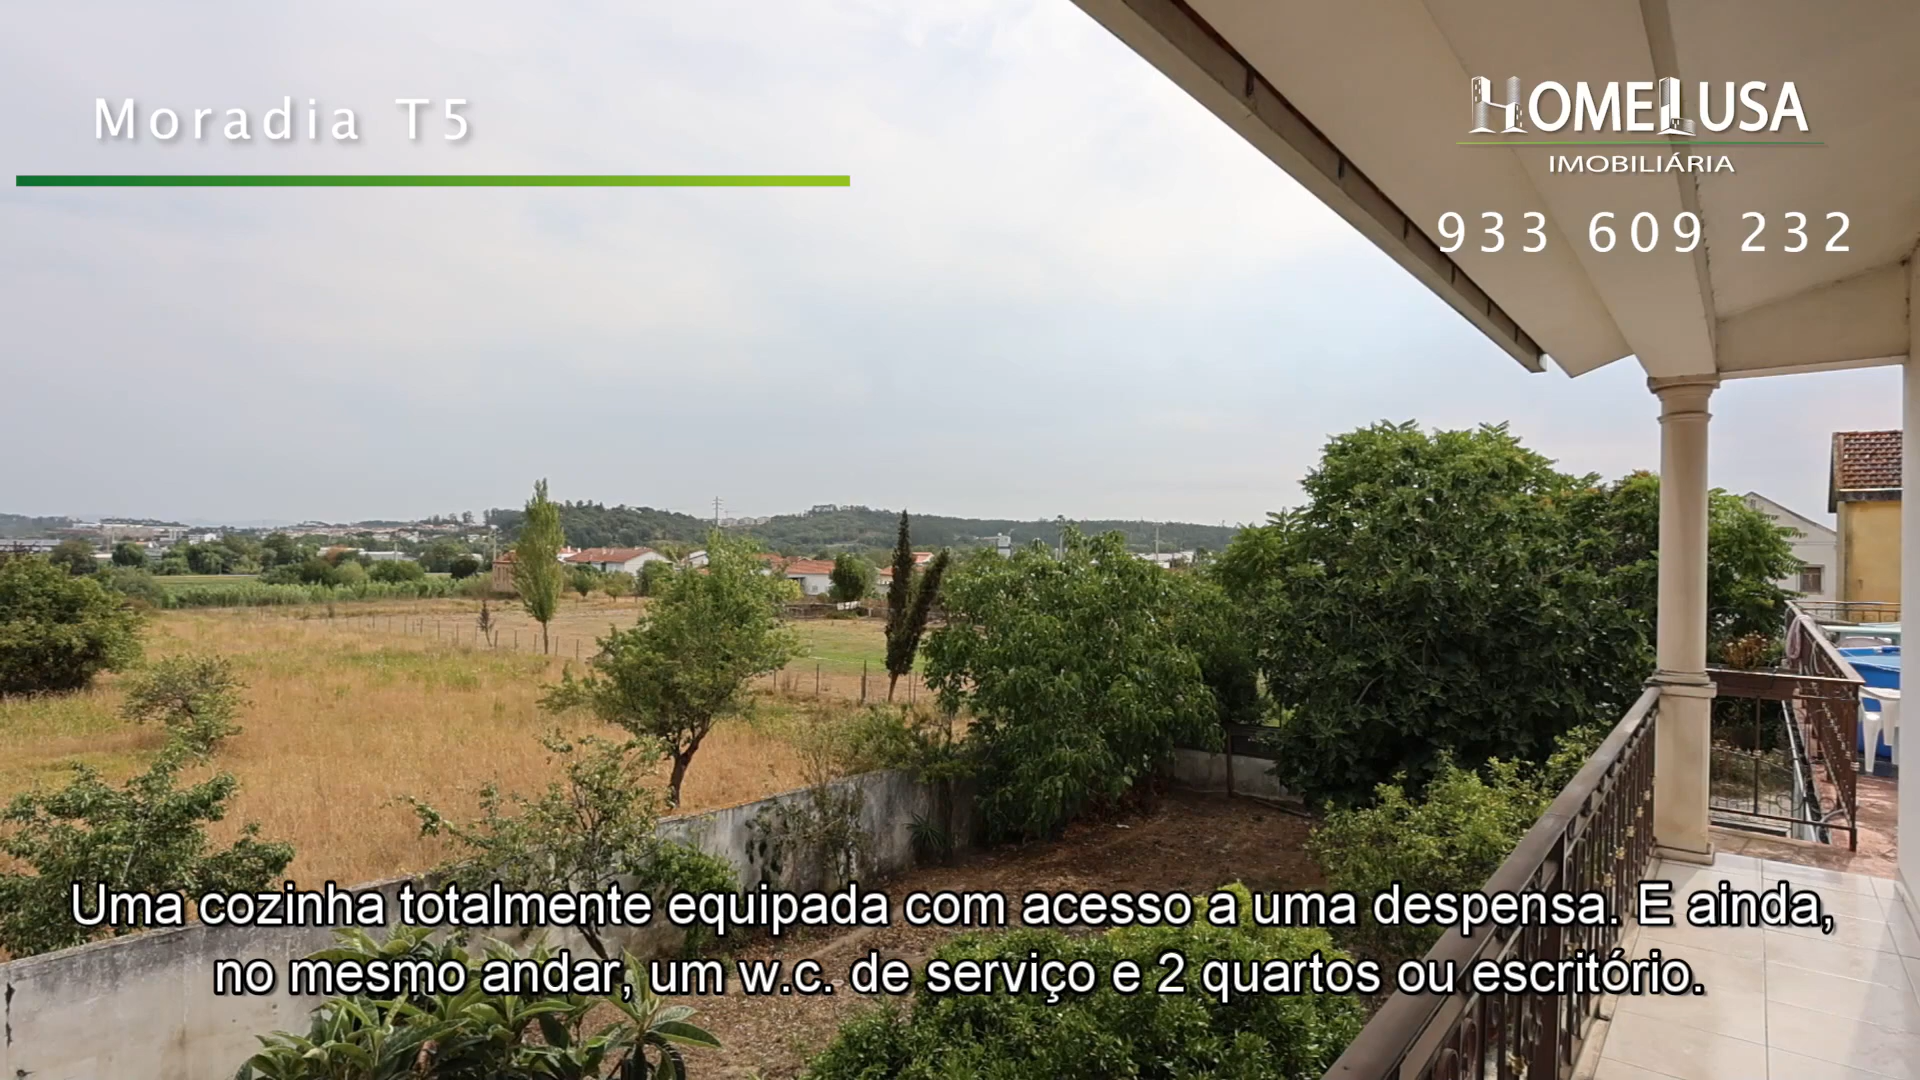 Moradia T5
HOMELUSA
IMOBILIÁRIA
933 609 232
Uma cozinha totalmente equipada com acesso a uma despensa. E ainda,
no mesmo andar, um w.c. de serviço e 2 quartos ou escritório.